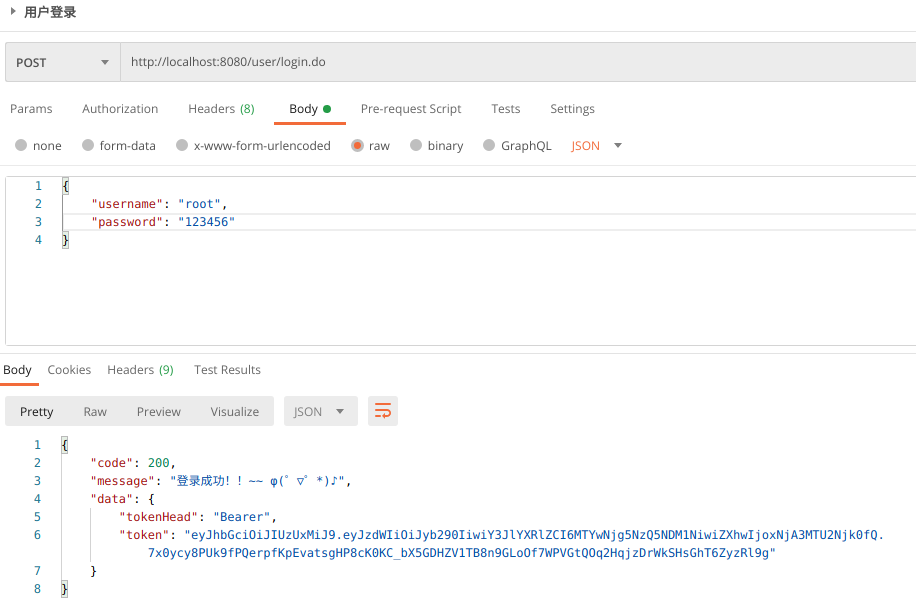 用户登录
POST http://localhost:8080/user/login.do
Params Authorization Headers (8) Body Pre-request Script Tests Settings
none form-data x-www-form-urlencoded raw binary GraphQL JSON
1 {
2 "username": "root",
3 "password": "123456"
4 }
Body Cookies Headers (9) Test Results
Pretty Raw Preview Visualize JSON
1 {
2 "code": 200,
3 "message": "登录成功！！~~ φ(゜▽゜*)♪",
4 "data": {
5 "tokenHead": "Bearer",
6 "token": "eyJhbGciOiJIUzUxMiJ9.eyJzdWIiOiJyb290IiwiY3JlYXRlZCI6MTYwNjg5NzQ5NDM1NiwiZXhwIjoxNjA3MTU2Njk0fQ.
7x0ycy8PUk9fPQerpfKpEvatsgHP8cK0KC_bX5GDHZV1TB8n9GLoOf7WPVGtQOq2HqjzDrWkSHsGhT6ZyzRl9g"
7 }
8 }